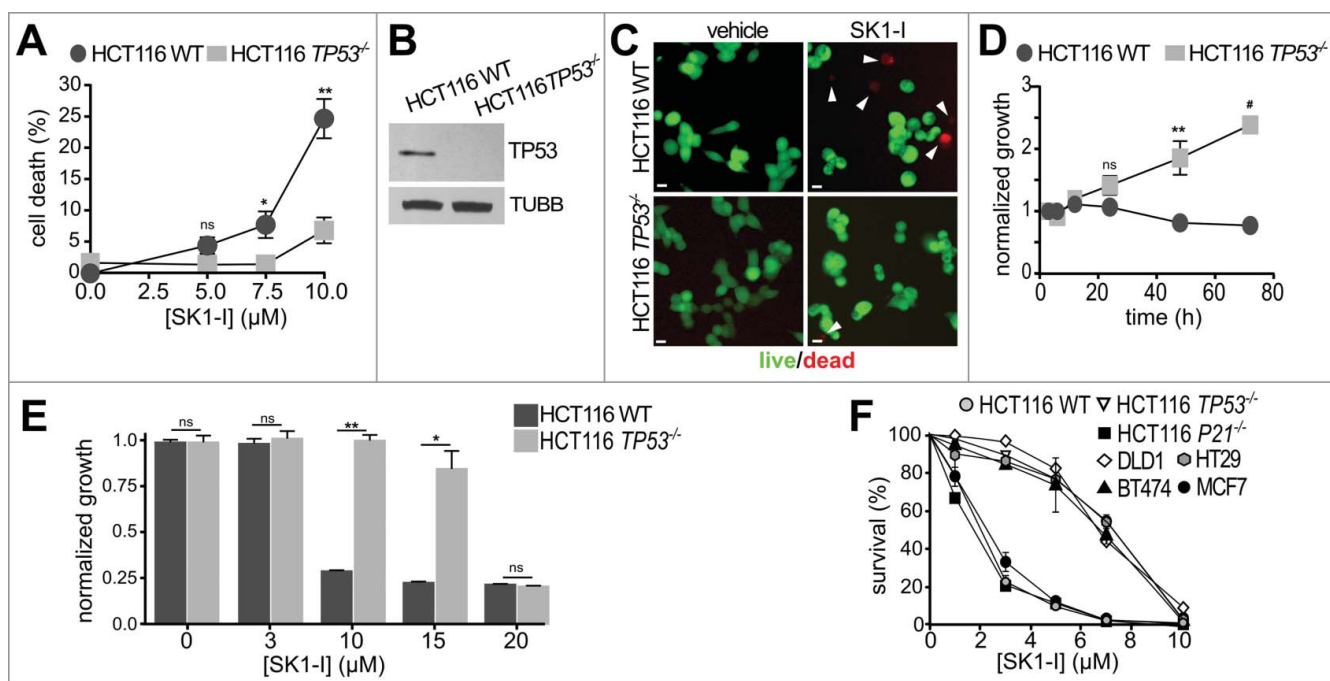 A
HCT116 WT HCT116 TP53-/-
cell death (%)
30
25
20
15
10
5
0
ns
*
**
0.0 2.5 5.0 7.5 10.0
[SK1-I] (µM)
B
HCT116 WT
HCT116TP53-/-
TP53
TUBB
C
vehicle SK1-I
HCT116 WT
HCT116 TP53-/-
live/dead
D
HCT116 WT HCT116 TP53-/-
normalized growth
3
2
1
0
ns
**
#
0 20 40 60 80
time (h)
E
HCT116 WT
HCT116 TP53-/-
normalized growth
1.0
0.75
0.5
0.25
0.0
ns ns ** * ns
0 3 10 15 20
[SK1-I] (µM)
F
HCT116 WT HCT116 TP53-/-
HCT116 P21-/-
DLD1 HT29
BT474 MCF7
survival (%)
100
80
60
40
20
0
0 2 4 6 8 10
[SK1-I] (µM)